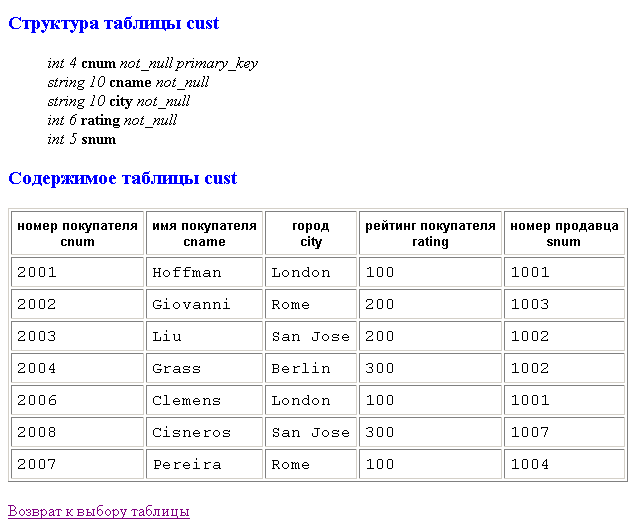 Структура таблицы cust
int 4 cnum not_null primary_key
string 10 cname not_null
string 10 city not_null
int 6 rating not_null
int 5 snum
Содержимое таблицы cust
номер покупателя имя покупателя город рейтинг покупателя номер продавца
cnum cname city rating snum
2001 Hoffman London 100 1001
2002 Giovanni Rome 200 1003
2003 Liu San Jose 200 1002
2004 Grass Berlin 300 1002
2006 Clemens London 100 1001
2008 Cisneros San Jose 300 1007
2007 Pereira Rome 100 1004
Возврат к выбору таблицы